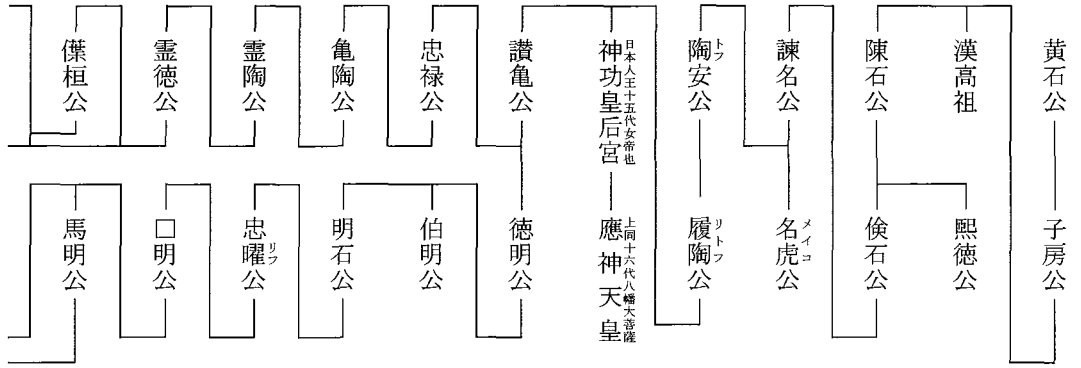 黄石公
子房公
漢高祖
熙徳公
陳石公
倹石公
諫名公
名虎公
メイコ
陶安公
トフ
履陶公
リトフ
神功皇后宮
日本人王十五代女帝也
應神天皇
上同十六代八幡大菩薩
讃亀公
徳明公
忠禄公
伯明公
亀陶公
明石公
霊陶公
忠曜公
リフ
霊徳公
□明公
僷桓公
馬明公